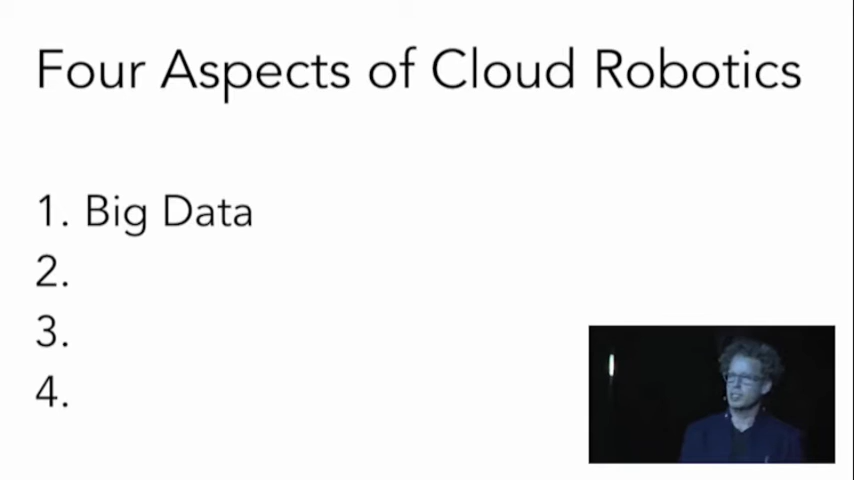 Four Aspects of Cloud Robotics
1. Big Data
2.
3.
4.